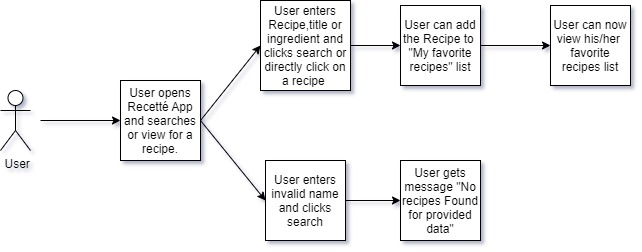 User
User opens
Recetté App
and searches
or view for a
recipe.
User enters
Recipe,title or
ingredient and
clicks search or
directly click on
a recipe
User can add
the Recipe to
"My favorite
recipes" list
User can now
view his/her
favorite
recipes list
User enters
invalid name
and clicks
search
User gets
message "No
recipes Found
for provided
data"